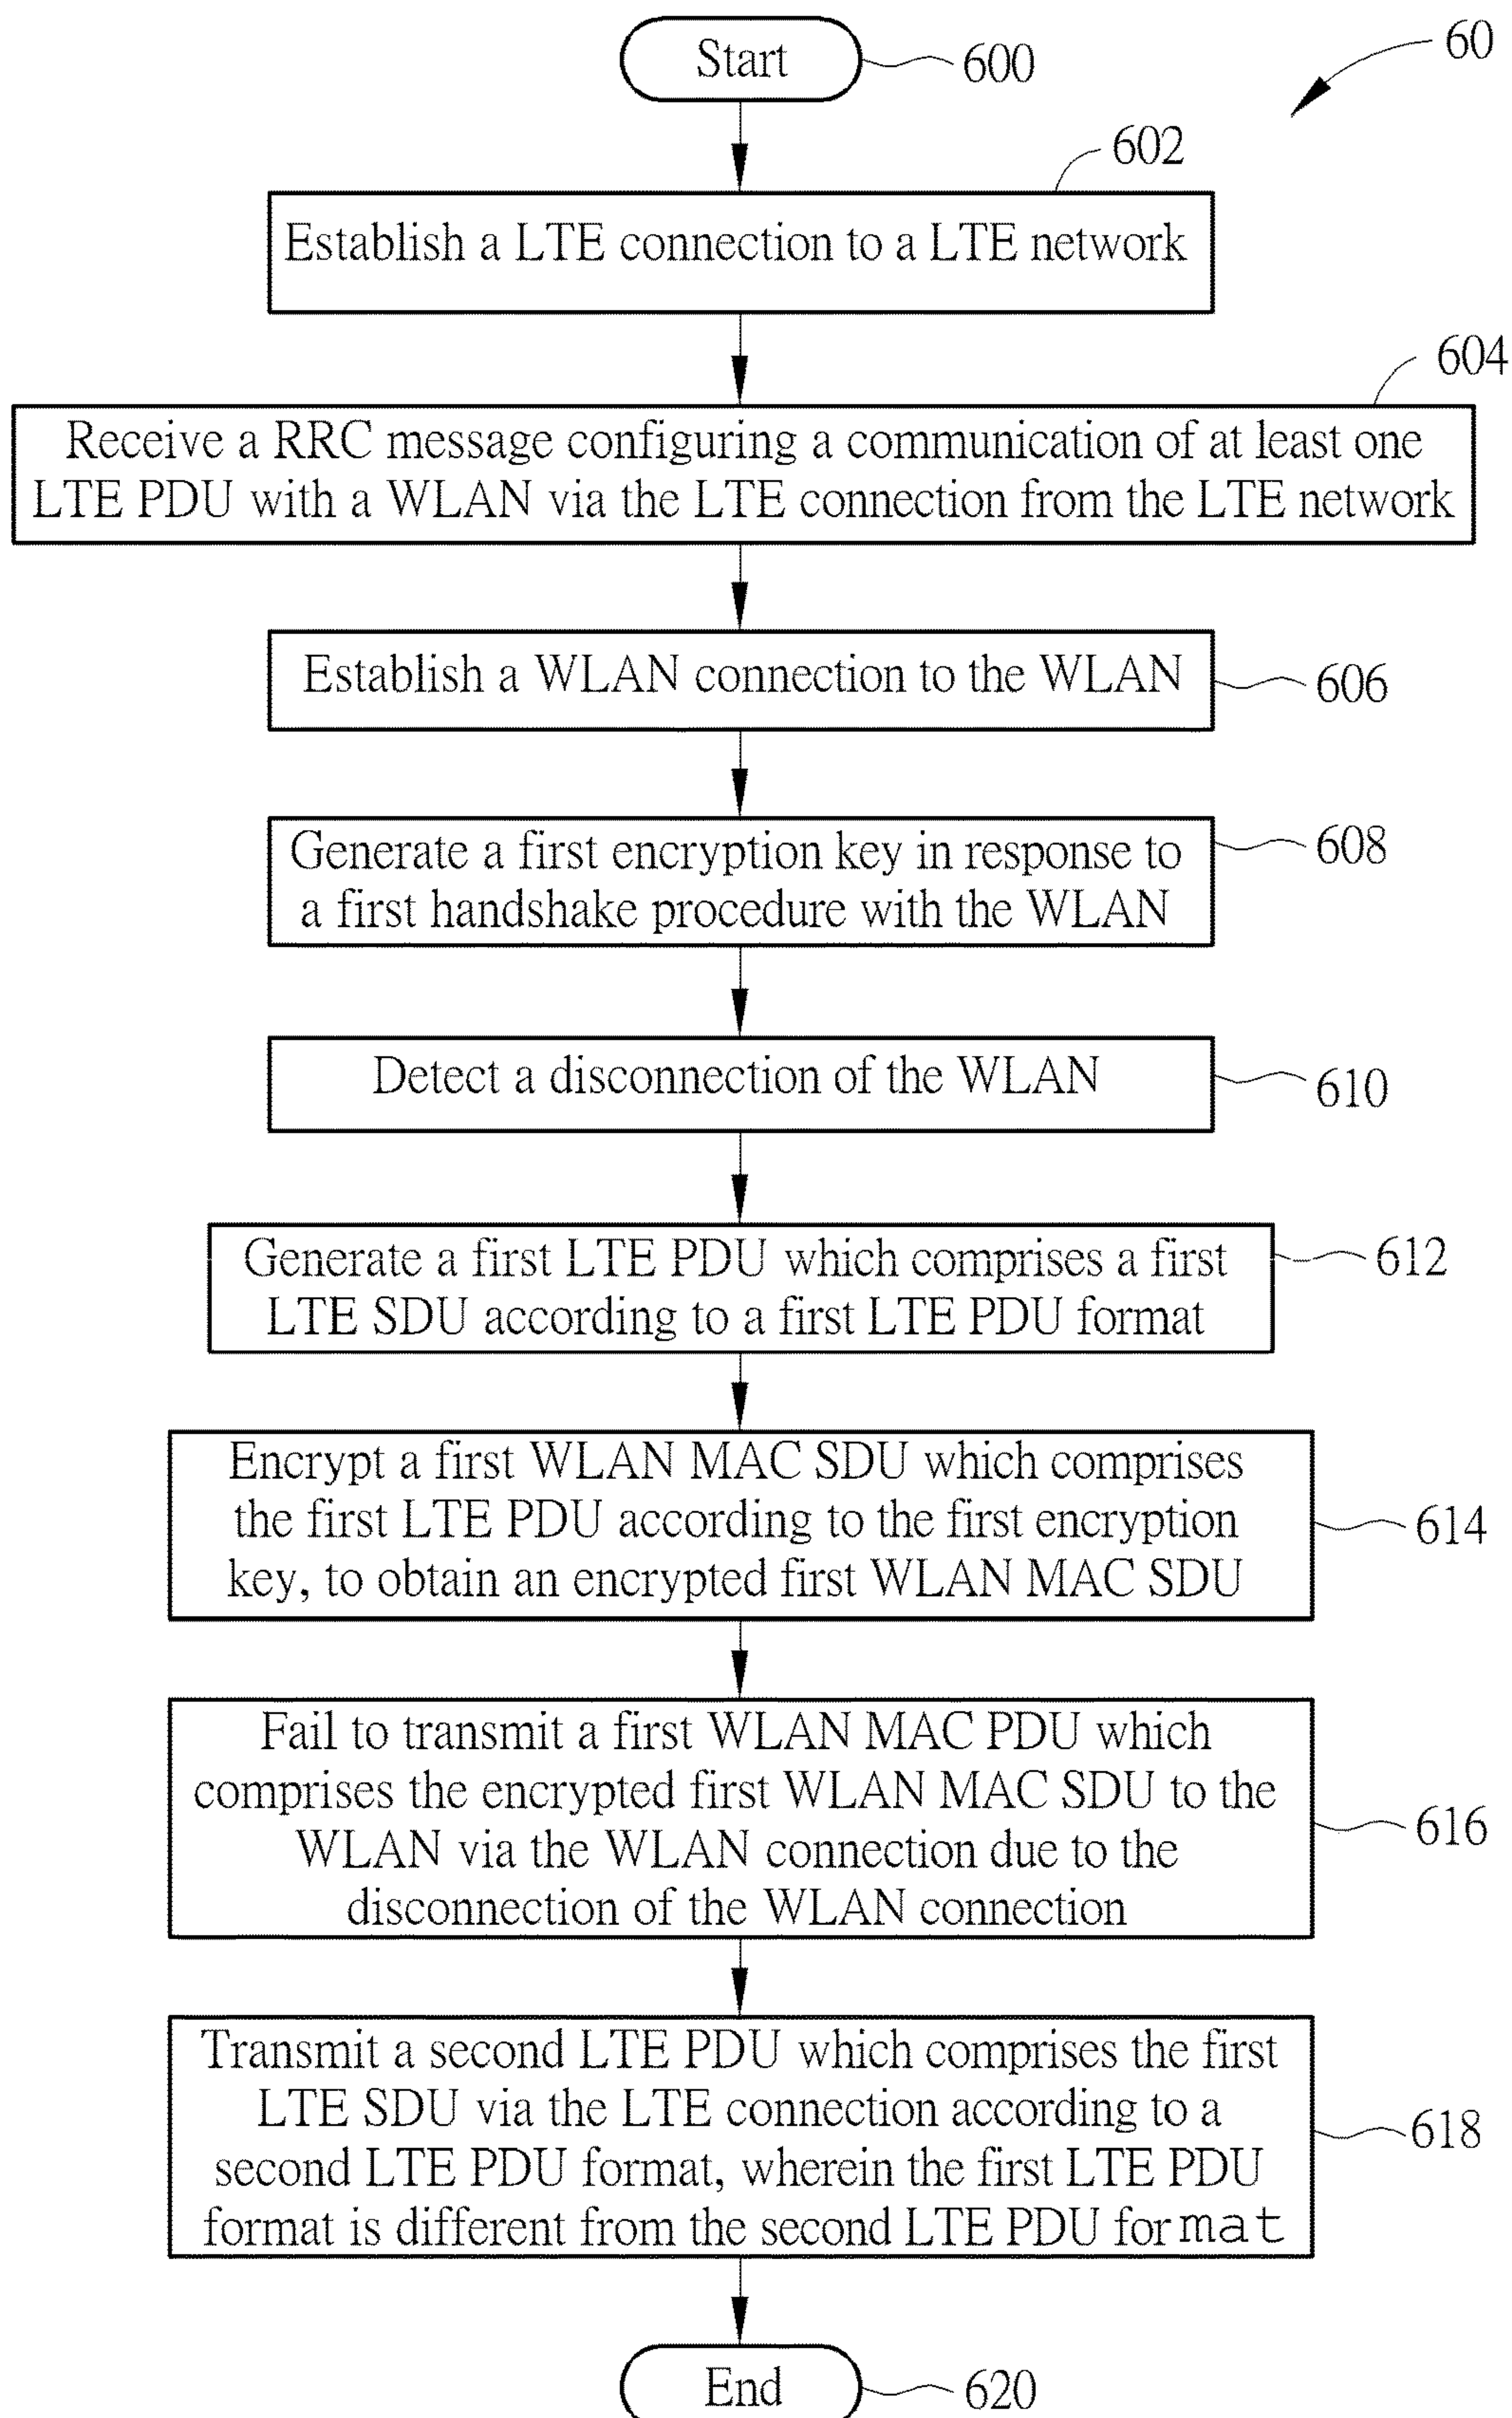 Start
600
60
602
Establish a LTE connection to a LTE network
604
Receive a RRC message configuring a communication of at least one
LTE PDU with a WLAN via the LTE connection from the LTE network
Establish a WLAN connection to the WLAN
606
Generate a first encryption key in response to
a first handshake procedure with the WLAN
608
Detect a disconnection of the WLAN
610
Generate a first LTE PDU which comprises a first
LTE SDU according to a first LTE PDU format
612
Encrypt a first WLAN MAC SDU which comprises
the first LTE PDU according to the first encryption
key, to obtain an encrypted first WLAN MAC SDU
614
Fail to transmit a first WLAN MAC PDU which
comprises the encrypted first WLAN MAC SDU to the
WLAN via the WLAN connection due to the
disconnection of the WLAN connection
616
Transmit a second LTE PDU which comprises the first
LTE SDU via the LTE connection according to a
second LTE PDU format, wherein the first LTE PDU
format is different from the second LTE PDU format
618
End
620